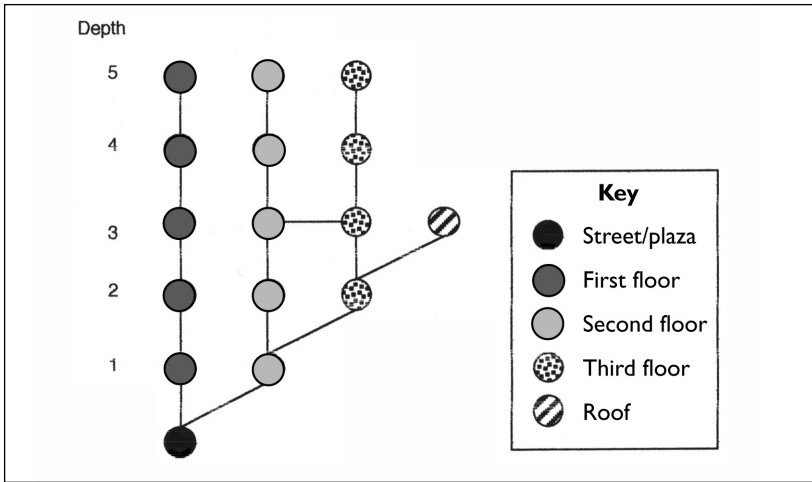 Depth
5
4
3
2
1
Key
Street/plaza
First floor
Second floor
Third floor
Roof